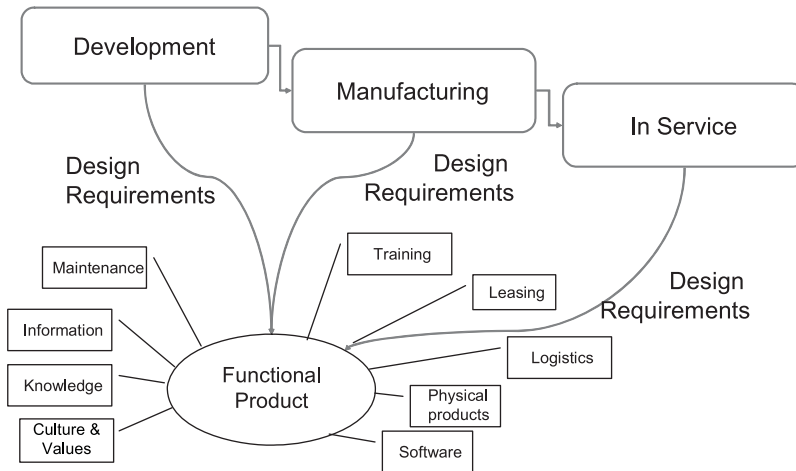 Development
Manufacturing
In Service
Design
Requirements
Design
Requirements
Design
Requirements
Training
Maintenance
Leasing
Information
Logistics
Functional
Product
Knowledge
Physical
products
Culture &
Values
Software